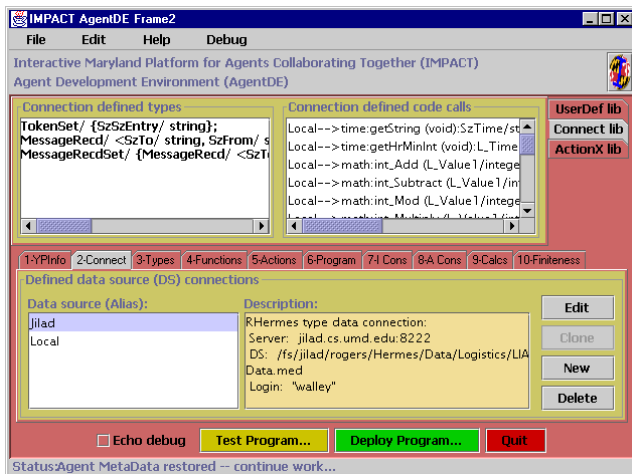 IMPACT AgentDE Frame2
File Edit Help Debug
Interactive Maryland Platform for Agents Collaborating Together (IMPACT)
Agent Development Environment (AgentDE)
Connection defined types
TokenSet/ {SzSzEntry/ string};
MessageRecd/ <SzTo/ string, SzFrom/ s
MessageRecdSet/ {MessageRecd/ <SzT
Connection defined code calls
Local-->time:getString (void):SzTime/st
Local-->time:getHrMinInt (void):L_Time
Local-->math:int_Add (L_Value1/intege
Local-->math:int_Subtract (L_Value1/int
Local-->math:int_Mod (L_Value1/integer
Local-->math:int_Multiply (L_Value1/int
UserDef lib
Connect lib
ActionX lib
1-YPInfo 2-Connect 3-Types 4-Functions 5-Actions 6-Program 7-I Cons 8-A Cons 9-Calcs 10-Finiteness
Defined data source (DS) connections
Data source (Alias):
Jilad
Local
Description:
RHermes type data connection:
Server: jilad.cs.umd.edu:8222
DS: /fs/jilad/rogers/Hermes/Data/Logistics/LIA
Data.med
Login: "walley"
Edit
Clone
New
Delete
Echo debug Test Program... Deploy Program... Quit
Status:Agent MetaData restored -- continue work...